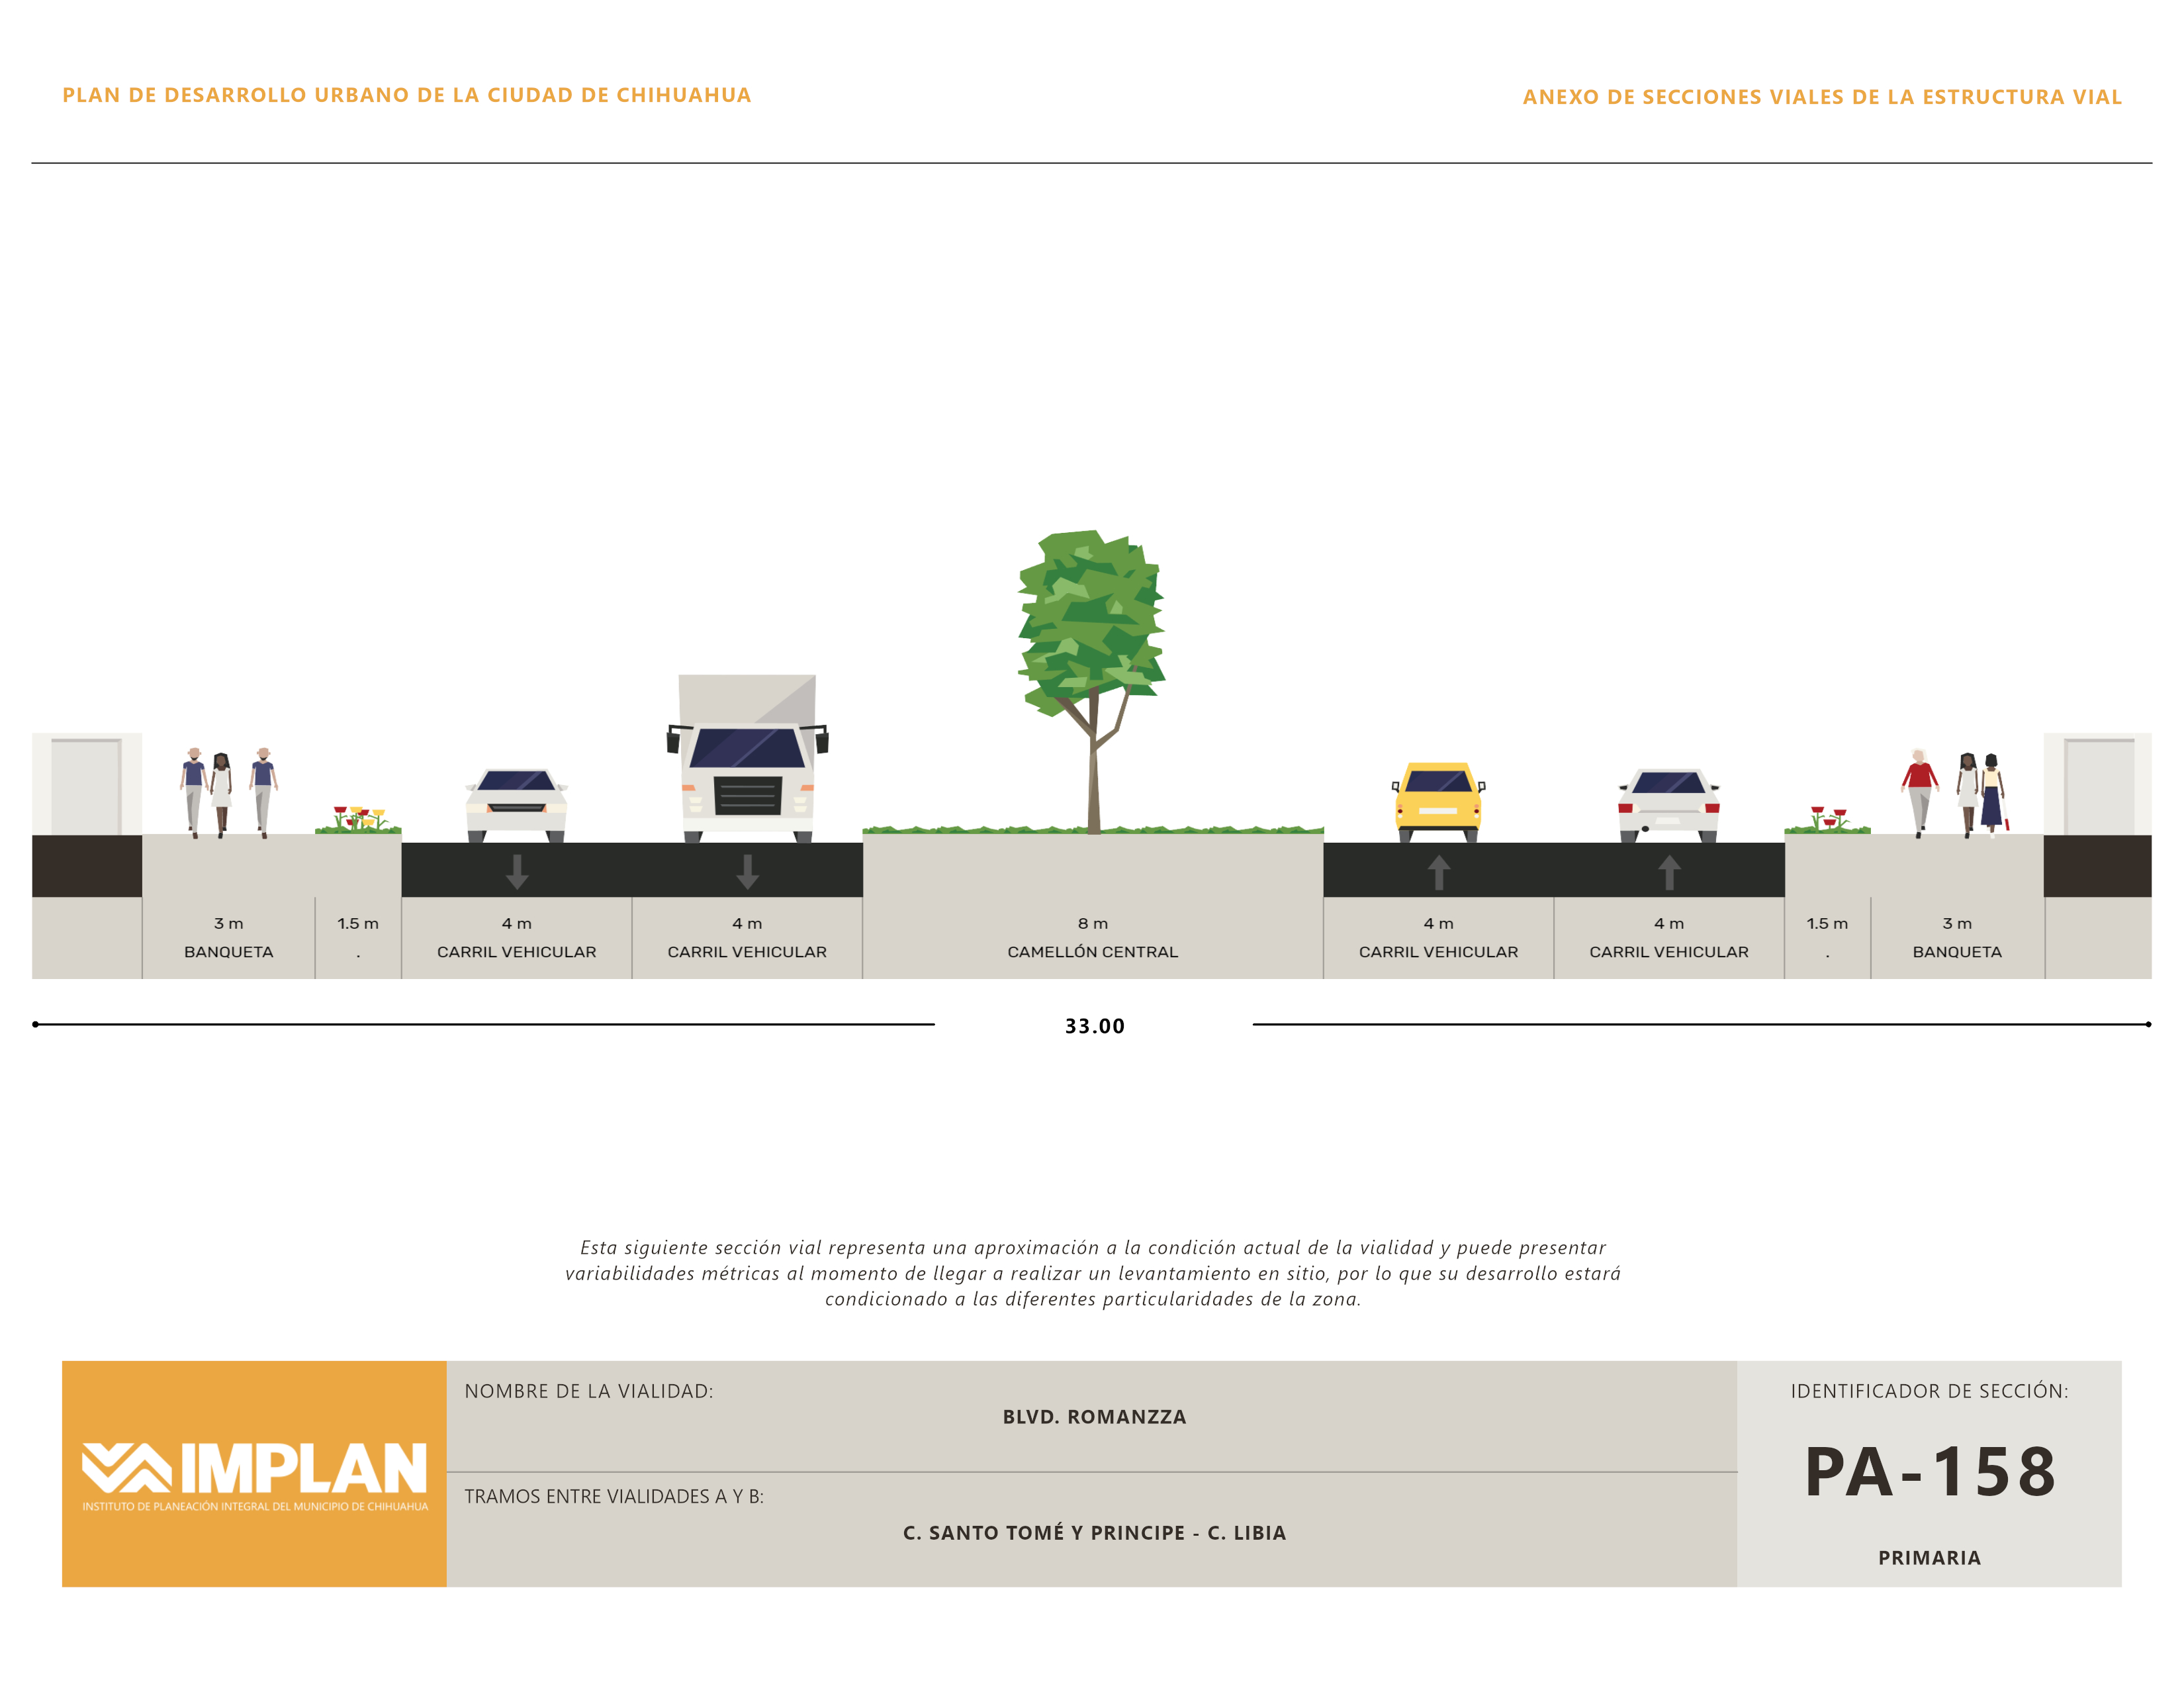 PLAN DE DESARROLLO URBANO DE LA CIUDAD DE CHIHUAHUA
ANEXO DE SECCIONES VIALES DE LA ESTRUCTURA VIAL
3 m
BANQUETA
1.5 m
.
4 m
CARRIL VEHICULAR
4 m
CARRIL VEHICULAR
8 m
CAMELLÓN CENTRAL
4 m
CARRIL VEHICULAR
4 m
CARRIL VEHICULAR
1.5 m
.
3 m
BANQUETA
33.00
Esta siguiente sección vial representa una aproximación a la condición actual de la vialidad y puede presentar
variabilidades métricas al momento de llegar a realizar un levantamiento en sitio, por lo que su desarrollo estará
condicionado a las diferentes particularidades de la zona.
IMPLAN
INSTITUTO DE PLANEACIÓN INTEGRAL DEL MUNICIPIO DE CHIHUAHUA
NOMBRE DE LA VIALIDAD:
BLVD. ROMANZZA
TRAMOS ENTRE VIALIDADES A Y B:
C. SANTO TOMÉ Y PRINCIPE - C. LIBIA
IDENTIFICADOR DE SECCIÓN:
PA-158
PRIMARIA